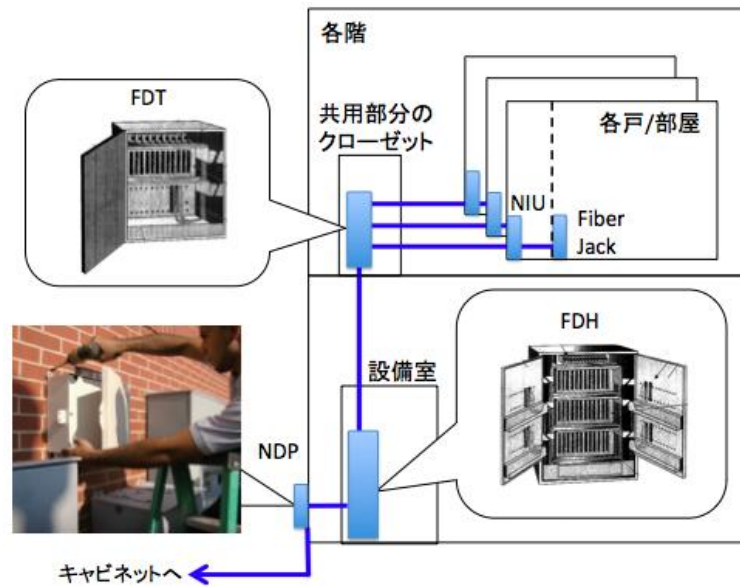 各階
FDT
共用部分の
クローゼット
各戸/部屋
NIU
Fiber
Jack
FDH
設備室
NDP
キャビネットへ